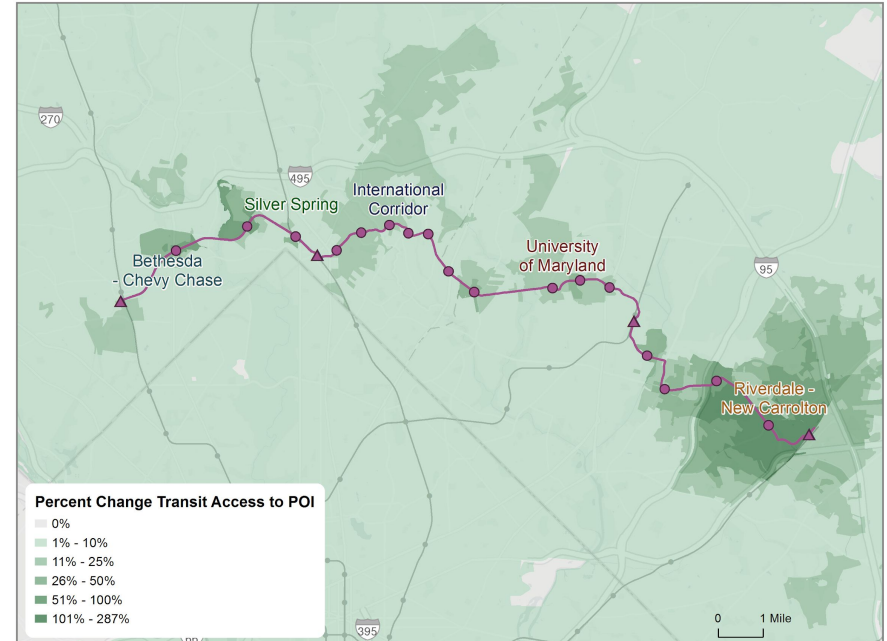 270
495
Silver Spring
International
Corridor
Bethesda
- Chevy Chase
University
of Maryland
95
Riverdale -
New Carrolton
Percent Change Transit Access to POI
0%
1% - 10%
11% - 25%
26% - 50%
51% - 100%
101% - 287%
395
0 1 Mile